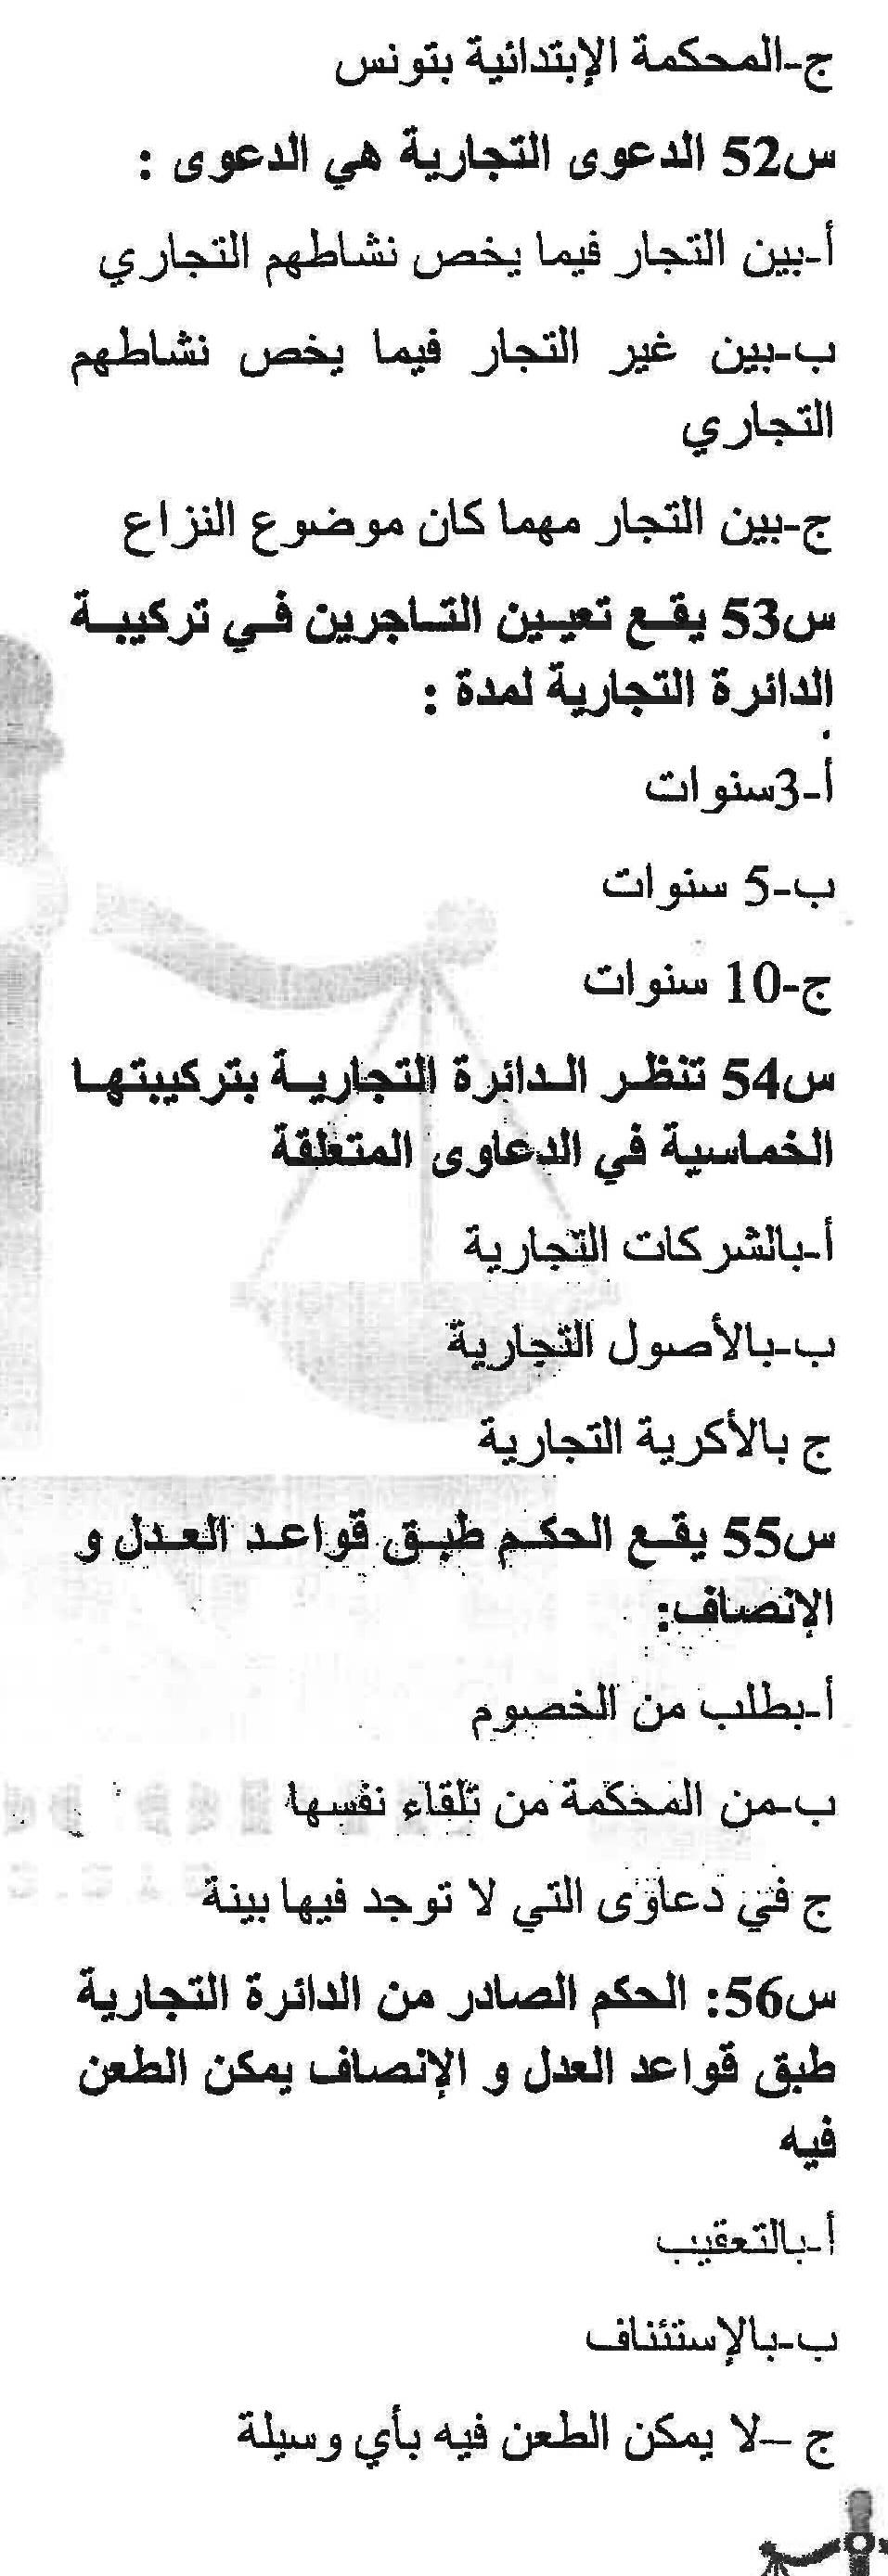 ج-المحكمة الإبتدائية بتونس
س52 الدعوى التجارية هي الدعوى :
أ-بين التجار فيما يخص نشاطهم التجاري
ب-بين غير التجار فيما يخص نشاطهم
التجاري
ج-بين التجار مهما كان موضوع النزاع
س53 يقع تعيين التاجرين في تركيبة
الدائرة التجارية لمدة :
أ-3سنوات
ب-5 سنوات
ج-10 سنوات
س54 تنظر الدائرة التجارية بتركيبتها
الخماسية في الدعاوى المتعلقة
أ-بالشركات التجارية
ب-بالأصول التجارية
ج بالأكرية التجارية
س55 يقع الحكم طبق قواعد العدل و
الإنصاف:
أ-بطلب من الخصوم
ب-من المحكمة من تلقاء نفسها
ج في دعاوى التي لا توجد فيها بينة
س56: الحكم الصادر من الدائرة التجارية
طبق قواعد العدل و الإنصاف يمكن الطعن
فيه
أ-بالتعقيب
ب-بالإستئناف
ج –لا يمكن الطعن فيه بأي وسيلة